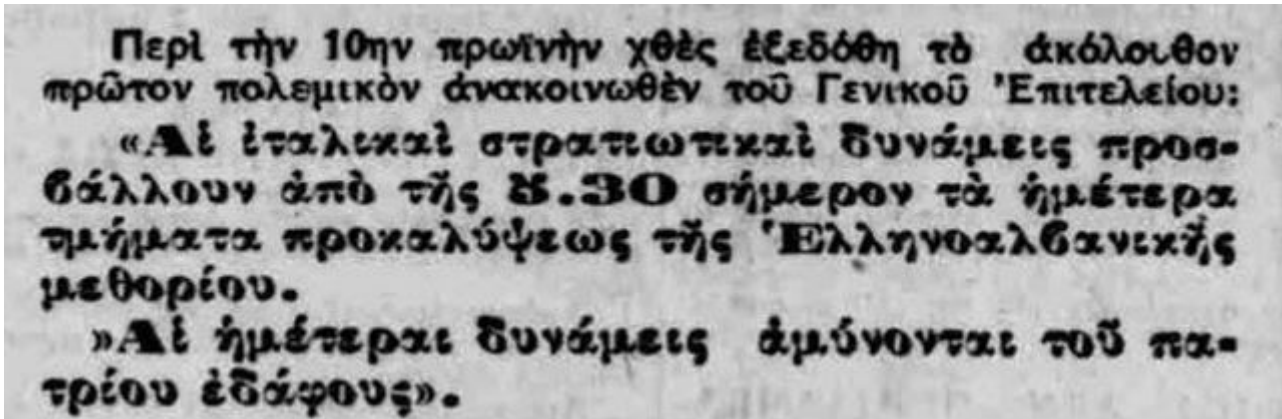 Περὶ τὴν 10ην πρωϊνὴν χθὲς ἐξεδόθη τὸ ἀκόλουθον
πρῶτον πολεμικὸν ἀνακοινωθὲν τοῦ Γενικοῦ Ἐπιτελείου:
«Αἱ ἰταλικαὶ στρατιωτικαὶ δυνάμεις προσ-
βάλλουν ἀπὸ τῆς 5.30 σήμερον τὰ ἡμέτερα
τμήματα προκαλύψεως τῆς Ἑλληνοαλβανικῆς
μεθορίου.
»Αἱ ἡμέτεραι δυνάμεις ἀμύνονται τοῦ πα-
τρίου ἐδάφους».